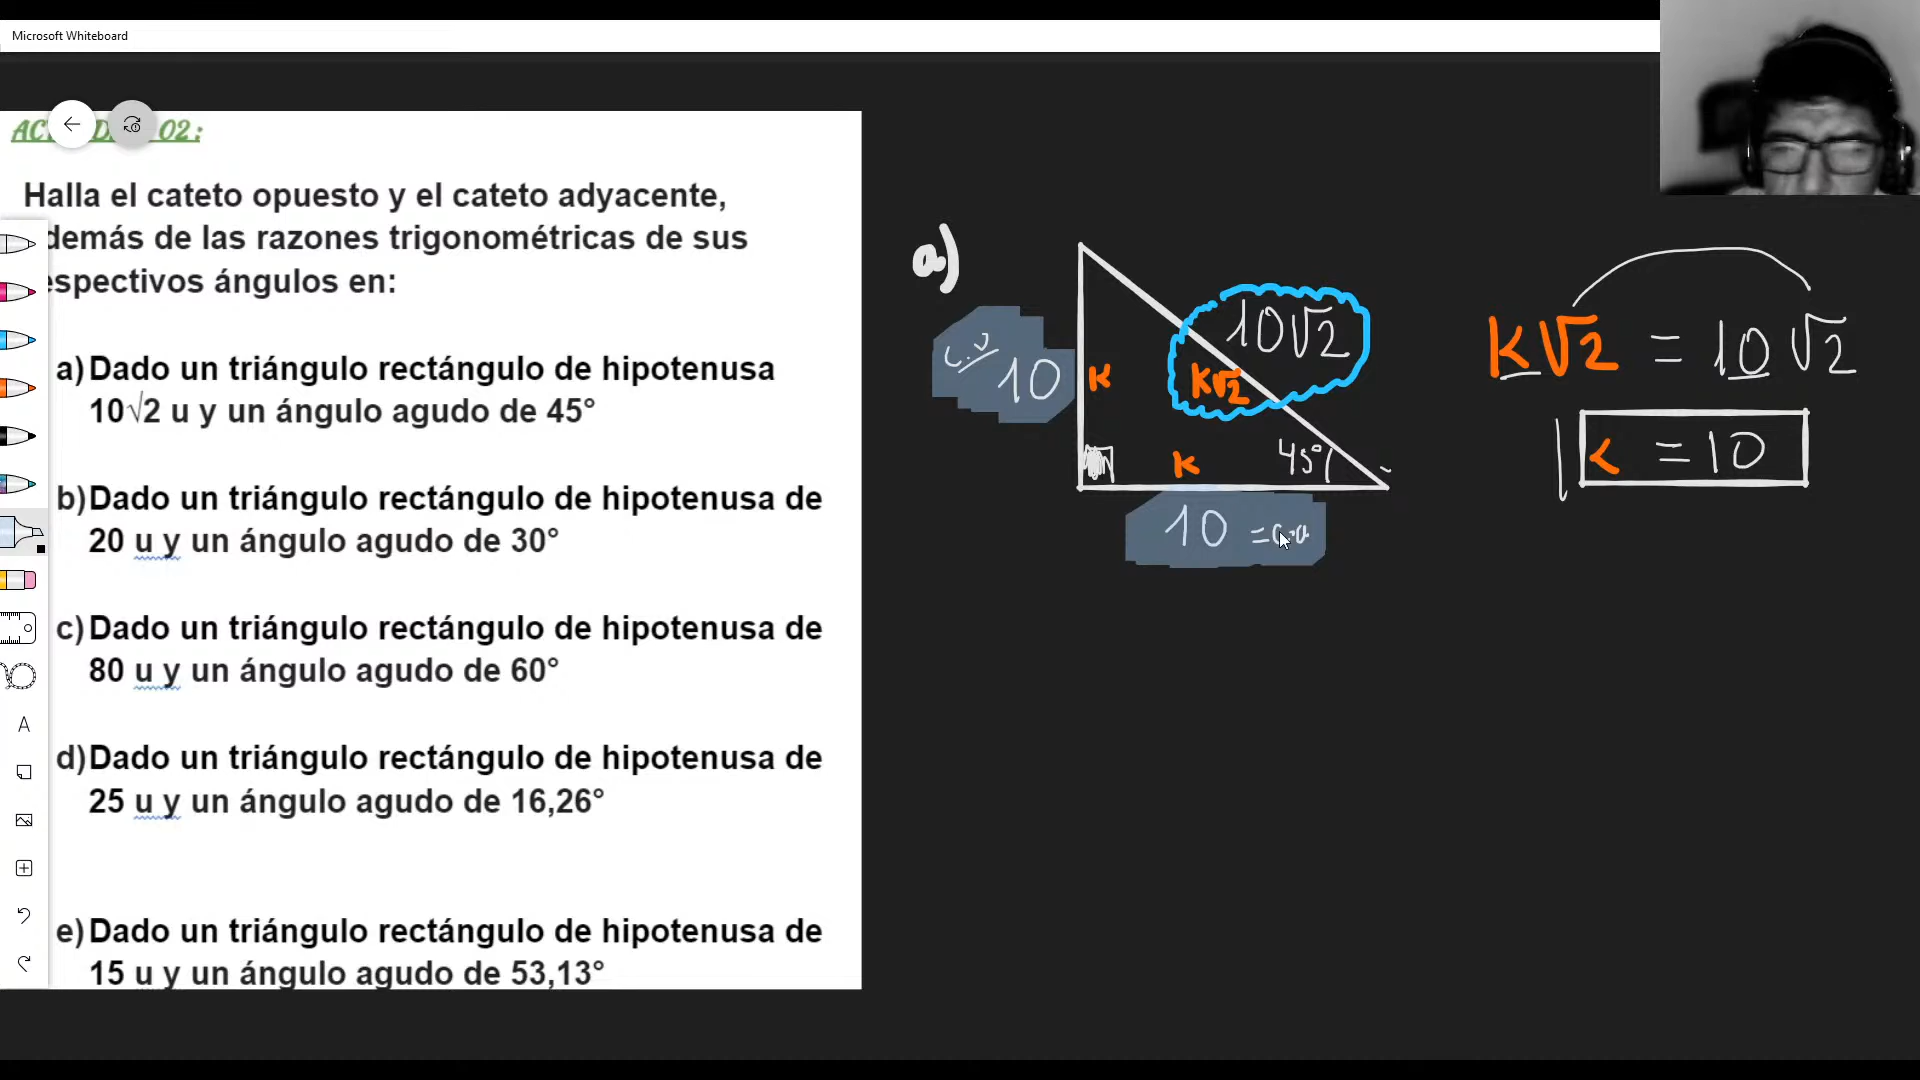 Microsoft Whiteboard
02:
Halla el cateto opuesto y el cateto adyacente,
demás de las razones trigonométricas de sus
espectivos ángulos en:
a) Dado un triángulo rectángulo de hipotenusa
10√2 u y un ángulo agudo de 45°
b) Dado un triángulo rectángulo de hipotenusa de
20 u y un ángulo agudo de 30°
c) Dado un triángulo rectángulo de hipotenusa de
80 u y un ángulo agudo de 60°
d) Dado un triángulo rectángulo de hipotenusa de
25 u y un ángulo agudo de 16,26°
e) Dado un triángulo rectángulo de hipotenusa de
15 u y un ángulo agudo de 53,13°
A
a)
10√2
10
k
k√2
45°
k
10 =
k√2 = 10√2
= 10